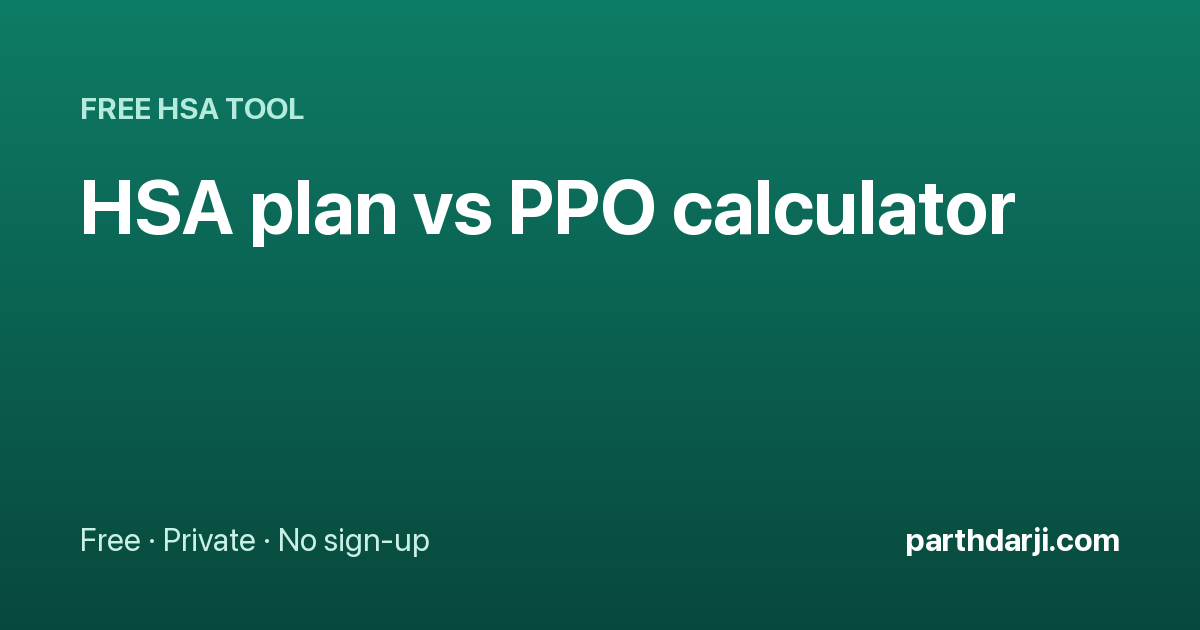 FREE HSA TOOL
HSA plan vs PPO calculator
Free · Private · No sign-up
parthdarji.com